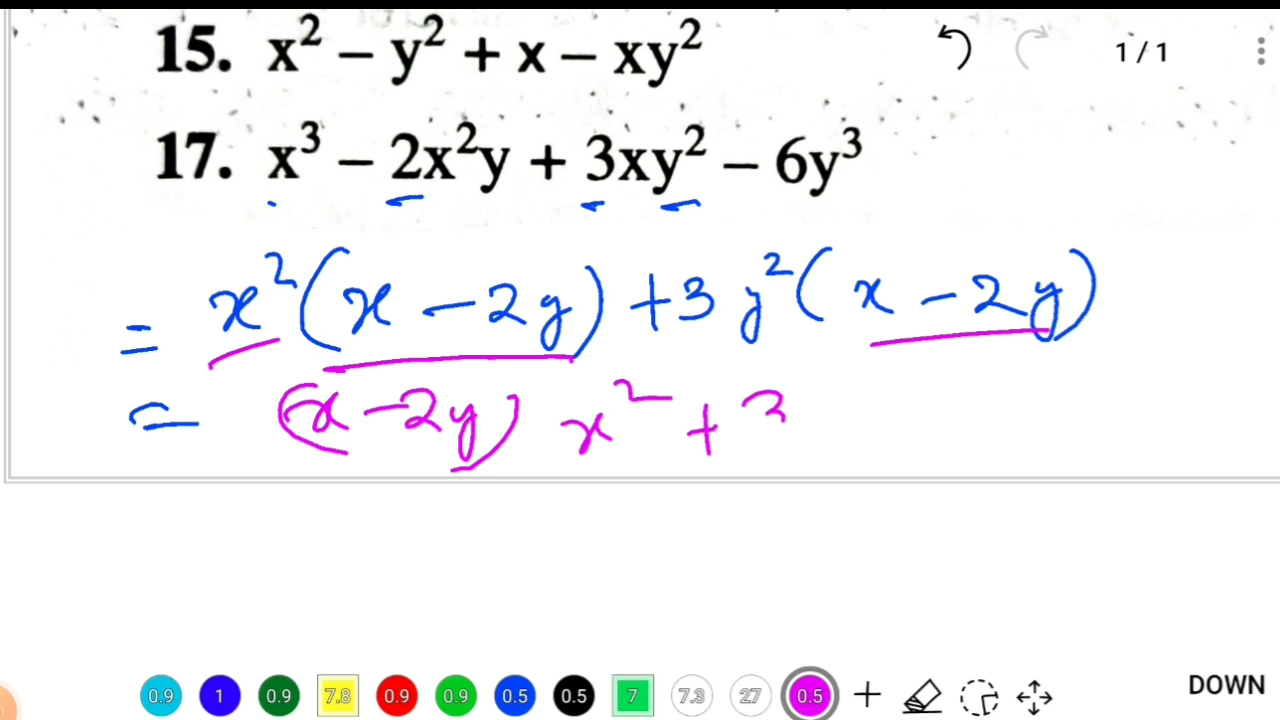 15. x² – y² + x – xy²
1 / 1
17. x³ – 2x²y + 3xy² – 6y³
= x²(x – 2y) + 3y²(x – 2y)
= (x – 2y) x² + 3
0.9 1 0.9 7.8 0.9 0.9 0.5 0.5 7 7.3 27 0.5
DOWN